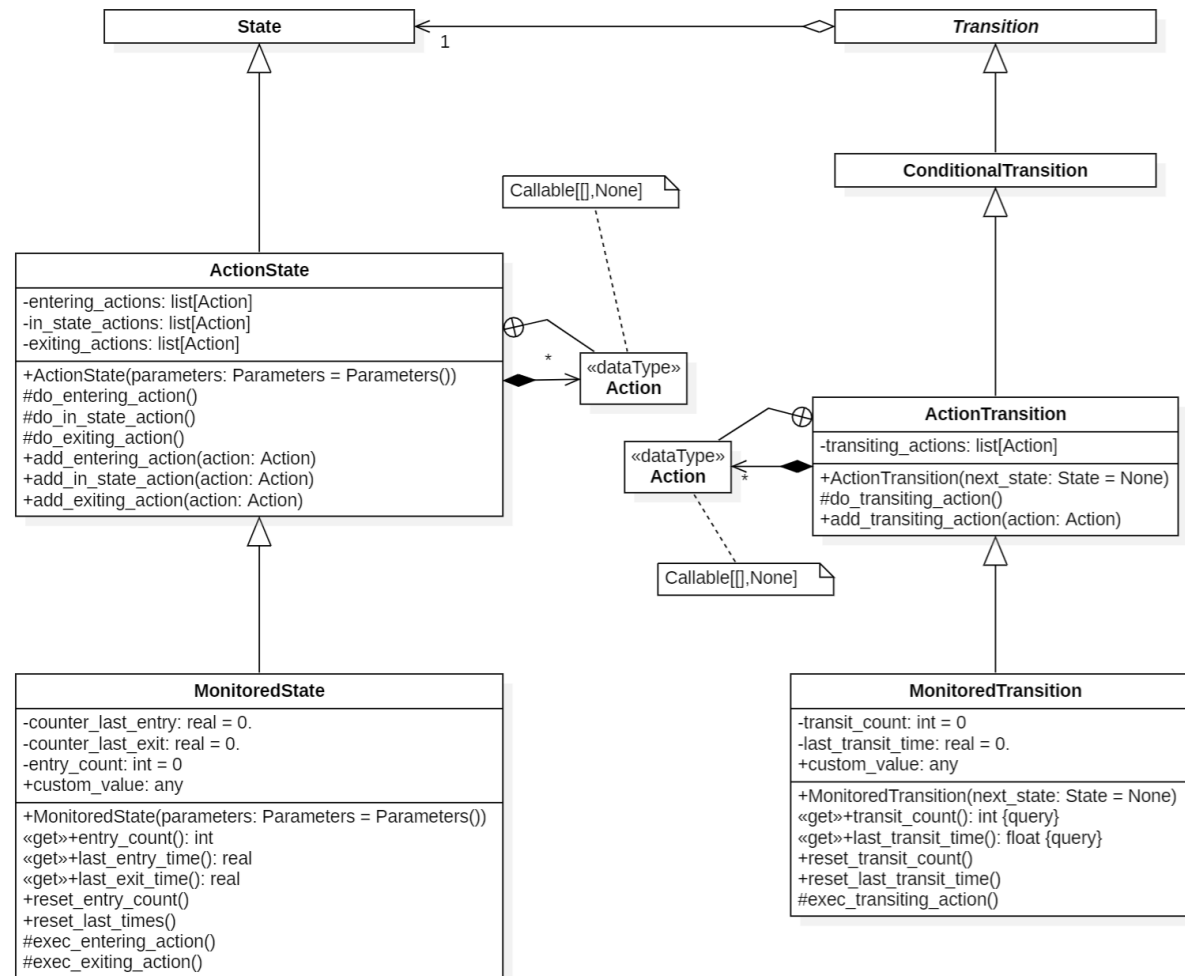 State
Transition
1
ConditionalTransition
Callable[[],None]
ActionState
-entering_actions: list[Action]
-in_state_actions: list[Action]
-exiting_actions: list[Action]
+ActionState(parameters: Parameters = Parameters())
#do_entering_action()
#do_in_state_action()
#do_exiting_action()
+add_entering_action(action: Action)
+add_in_state_action(action: Action)
+add_exiting_action(action: Action)
*
«dataType»
Action
ActionTransition
-transiting_actions: list[Action]
+ActionTransition(next_state: State = None)
#do_transiting_action()
+add_transiting_action(action: Action)
«dataType»
Action
*
Callable[[],None]
MonitoredState
-counter_last_entry: real = 0.
-counter_last_exit: real = 0.
-entry_count: int = 0
+custom_value: any
+MonitoredState(parameters: Parameters = Parameters())
«get»+entry_count(): int
«get»+last_entry_time(): real
«get»+last_exit_time(): real
+reset_entry_count()
+reset_last_times()
#exec_entering_action()
#exec_exiting_action()
MonitoredTransition
-transit_count: int = 0
-last_transit_time: real = 0.
+custom_value: any
+MonitoredTransition(next_state: State = None)
«get»+transit_count(): int {query}
«get»+last_transit_time(): float {query}
+reset_transit_count()
+reset_last_transit_time()
#exec_transiting_action()